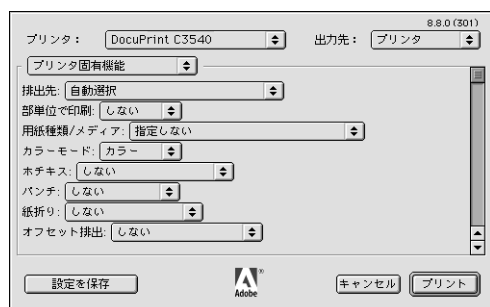 8.8.0 (301)
プリンタ： DocuPrint C3540 出力先： プリンタ
プリンタ固有機能
排出先: 自動選択
部単位で印刷: しない
用紙種類/メディア: 指定しない
カラーモード: カラー
ホチキス: しない
パンチ: しない
紙折り: しない
オフセット排出: しない
設定を保存 Adobe キャンセル プリント